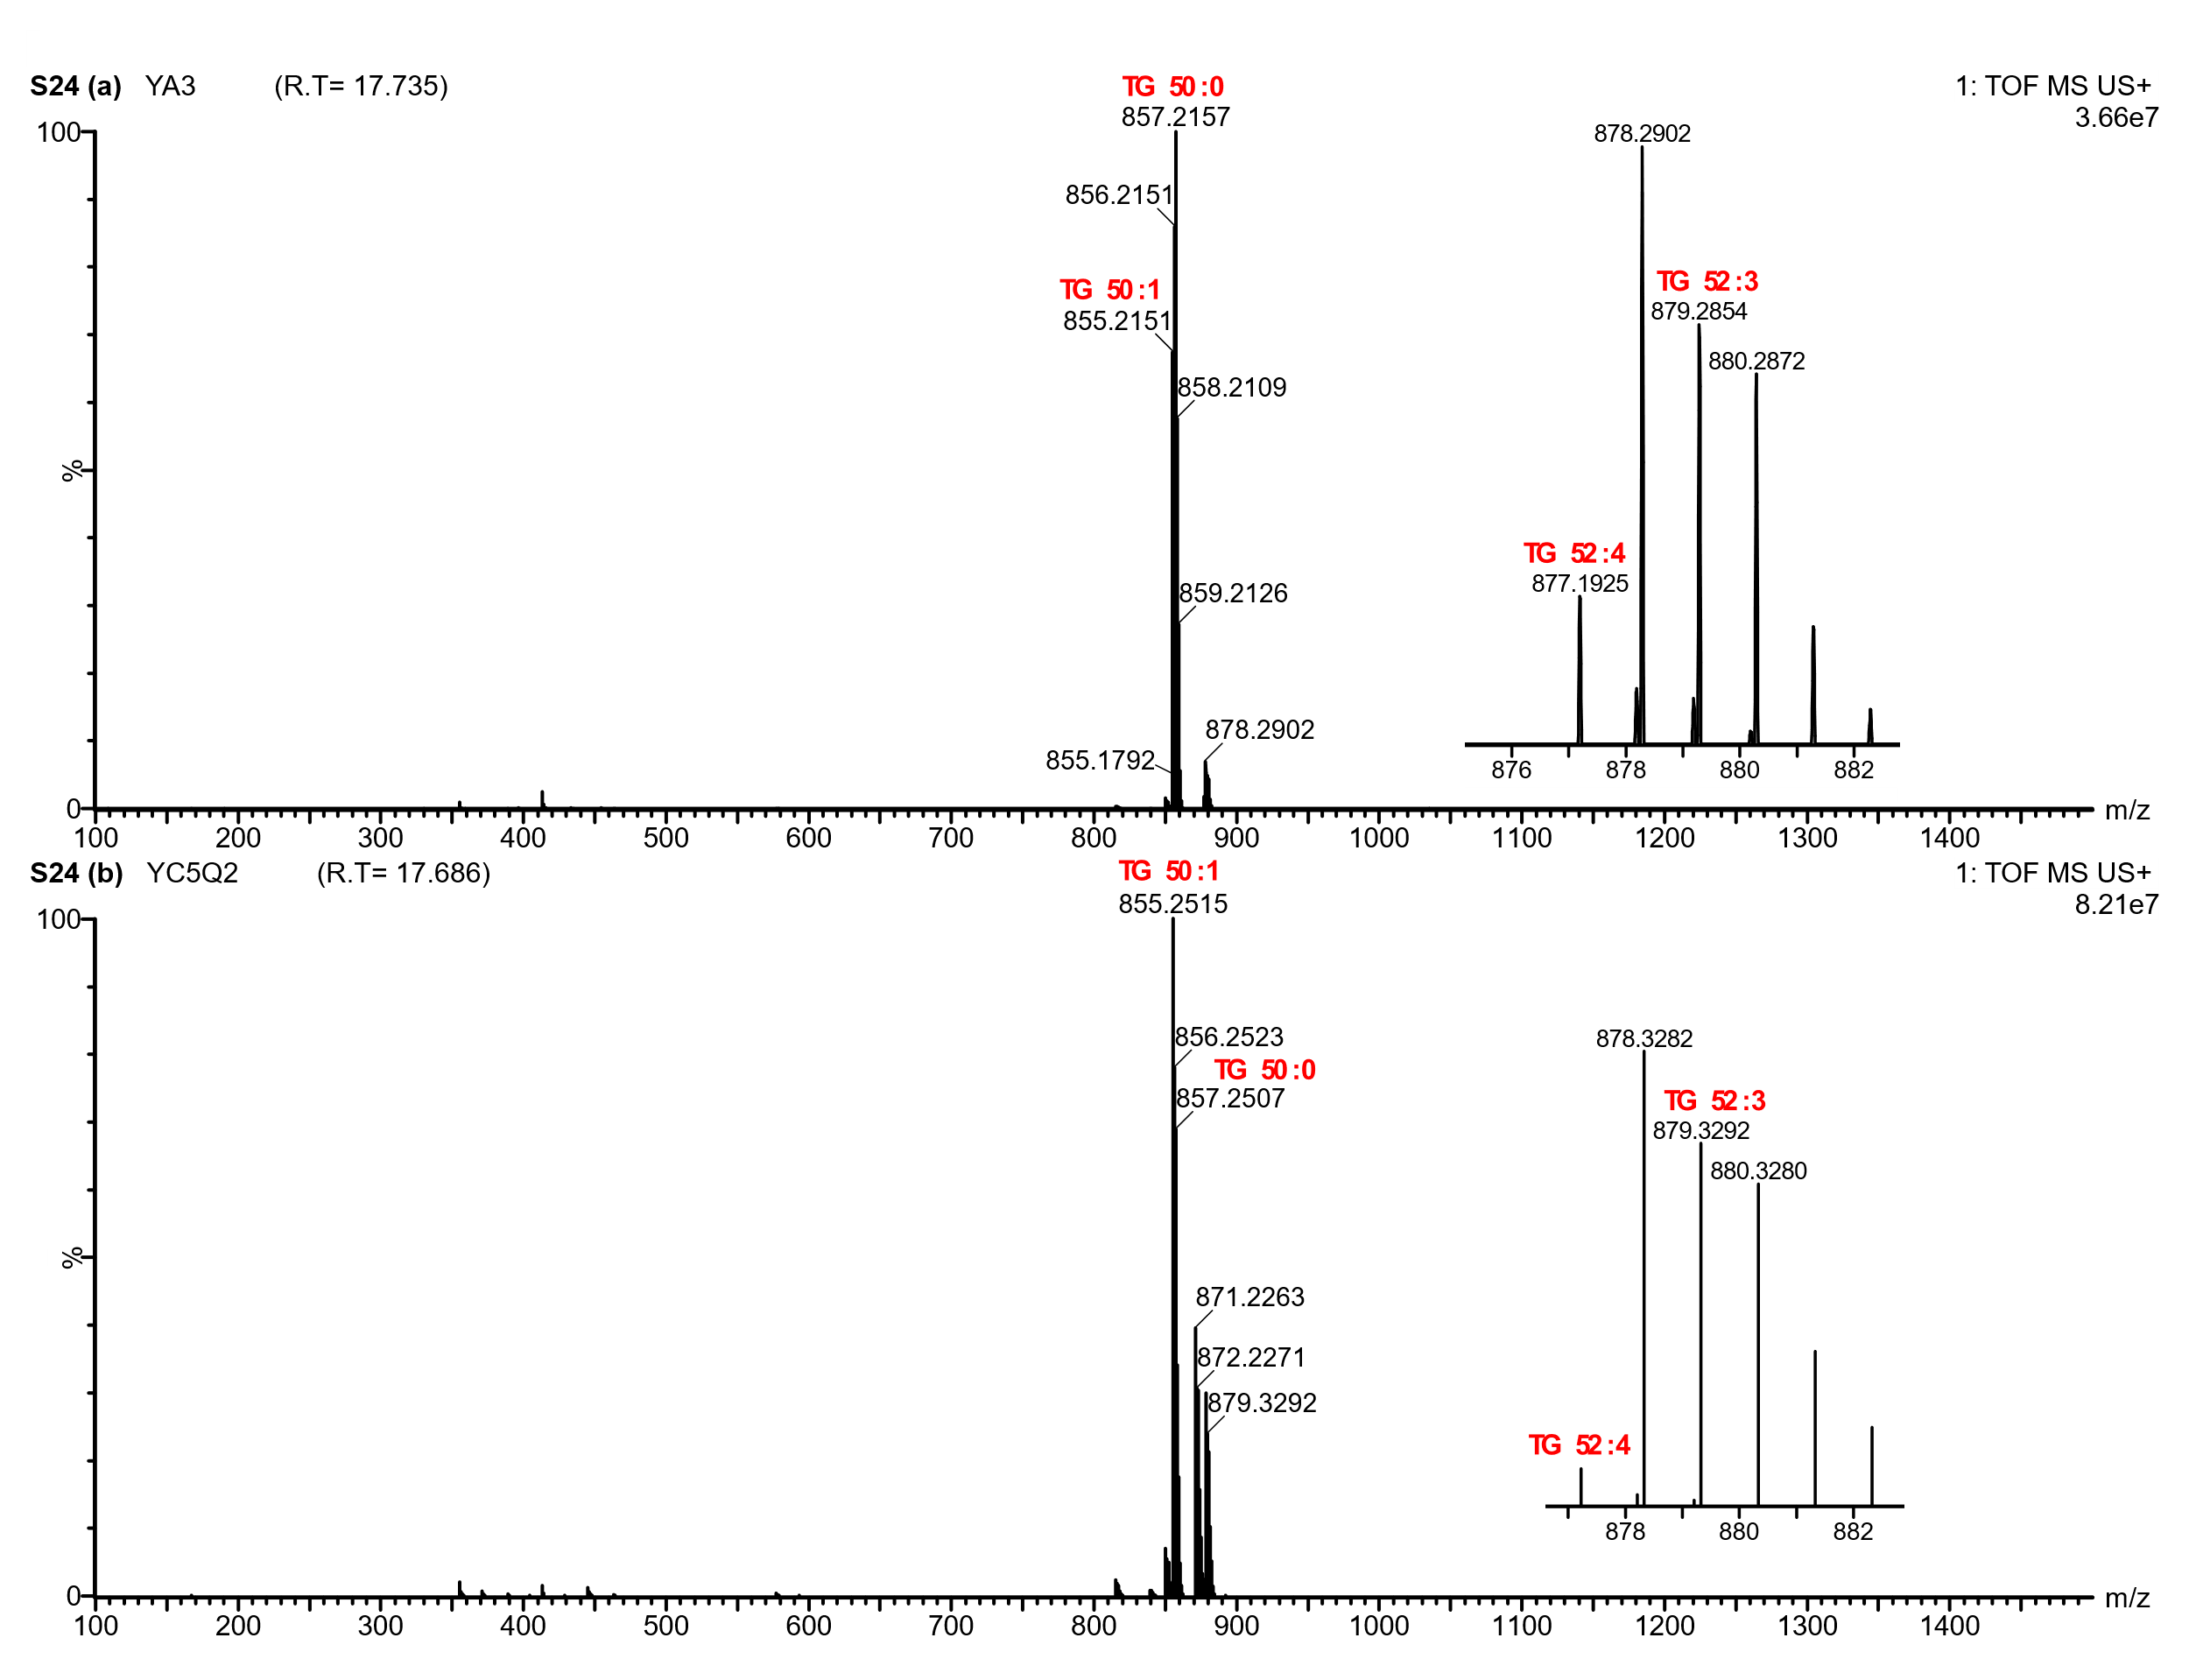 S24 (a) YA3 (R.T= 17.735)
TG 50:0
857.2157
1: TOF MS US+
3.66e7
100
856.2151
TG 50:1
855.2151
858.2109
859.2126
878.2902
855.1792
%
0
878.2902
TG 52:3
879.2854
880.2872
TG 52:4
877.1925
876 878 880 882
m/z
100 200 300 400 500 600 700 800 900 1000 1100 1200 1300 1400
S24 (b) YC5Q2 (R.T= 17.686)
TG 50:1
855.2515
1: TOF MS US+
8.21e7
100
856.2523
TG 50:0
857.2507
871.2263
872.2271
879.3292
%
0
878.3282
TG 52:3
879.3292
880.3280
TG 52:4
878 880 882
m/z
100 200 300 400 500 600 700 800 900 1000 1100 1200 1300 1400